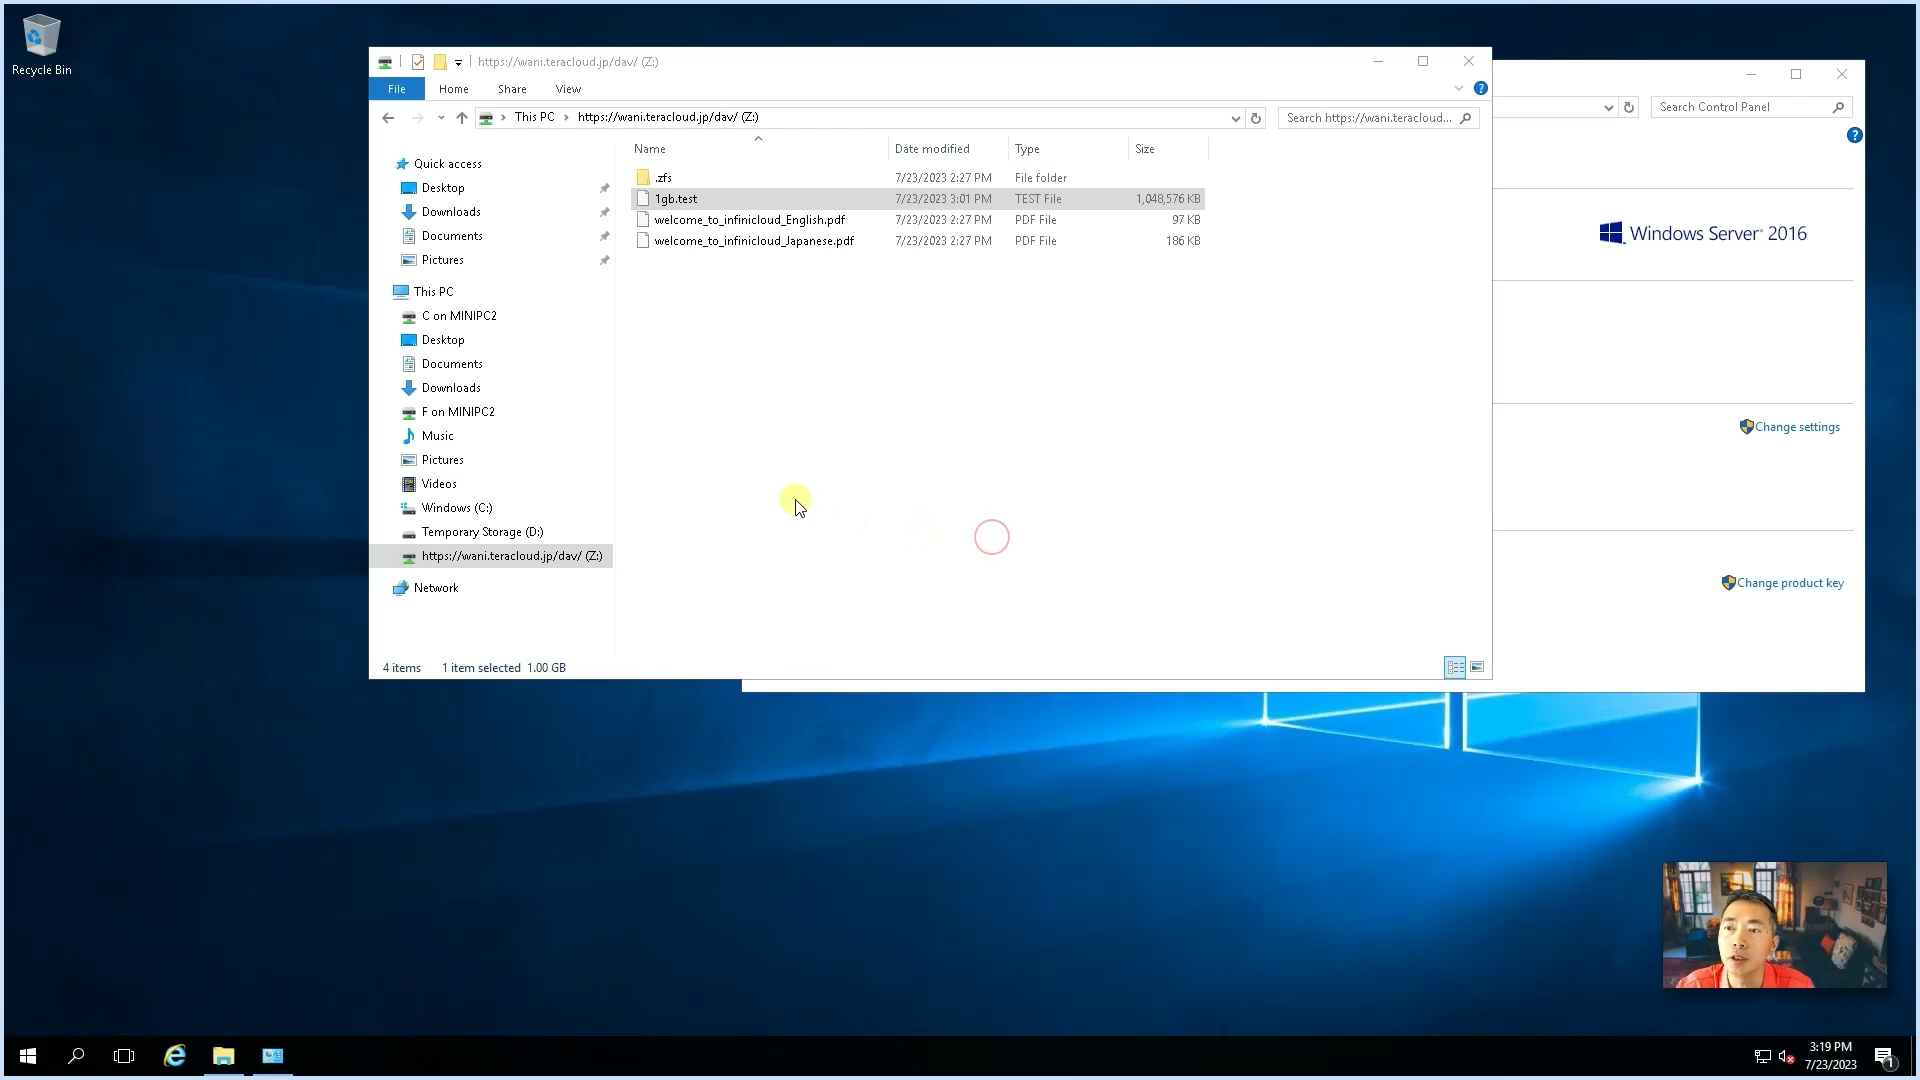 Recycle Bin
https://wani.teracloud.jp/dav/ (Z:)
File
Home
Share
View
This PC
https://wani.teracloud.jp/dav/ (Z:)
Search https://wani.teracloud...
Name
Date modified
Type
Size
.zfs
7/23/2023 2:27 PM
File folder
1gb.test
7/23/2023 3:01 PM
TEST File
1,048,576 KB
welcome_to_infinicloud_English.pdf
7/23/2023 2:27 PM
PDF File
97 KB
welcome_to_infinicloud_Japanese.pdf
7/23/2023 2:27 PM
PDF File
186 KB
Quick access
Desktop
Downloads
Documents
Pictures
This PC
C on MINIPC2
Desktop
Documents
Downloads
F on MINIPC2
Music
Pictures
Videos
Windows (C:)
Temporary Storage (D:)
https://wani.teracloud.jp/dav/ (Z:)
Network
4 items
1 item selected 1.00 GB
Search Control Panel
Windows Server® 2016
Change settings
Change product key
3:19 PM
7/23/2023
1